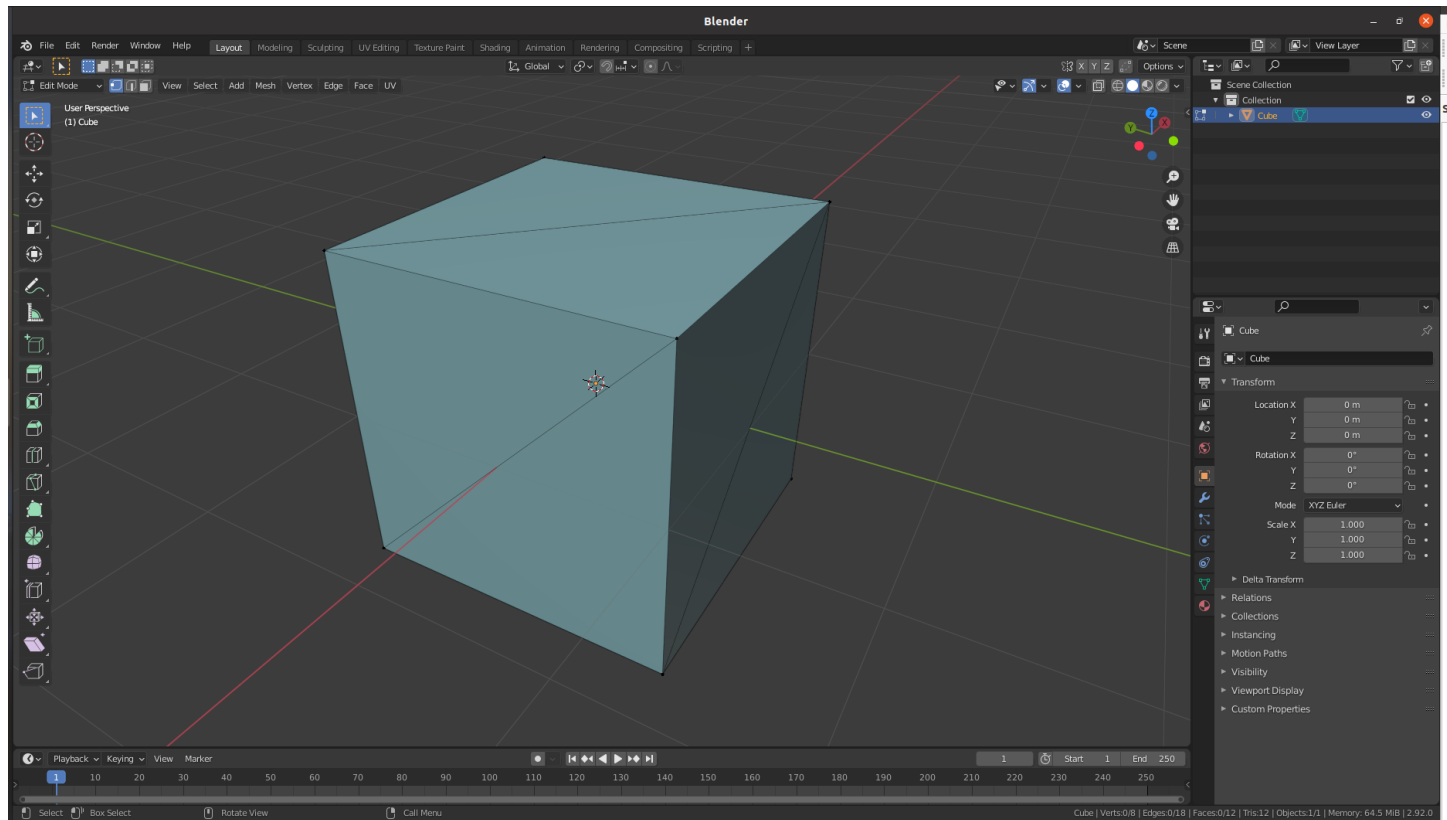 Blender
File Edit Render Window Help Layout Modeling Sculpting UV Editing Texture Paint Shading Animation Rendering Compositing Scripting + Scene View Layer
Global X Y Z Options
Edit Mode View Select Add Mesh Vertex Edge Face UV
User Perspective
(1) Cube
Z
X
Y
Scene Collection
Collection
Cube
Cube
Cube
Transform
Location X 0 m
Y 0 m
Z 0 m
Rotation X 0°
Y 0°
Z 0°
Mode XYZ Euler
Scale X 1.000
Y 1.000
Z 1.000
Delta Transform
Relations
Collections
Instancing
Motion Paths
Visibility
Viewport Display
Custom Properties
Playback Keying View Marker 1 Start 1 End 250
1 10 20 30 40 50 60 70 80 90 100 110 120 130 140 150 160 170 180 190 200 210 220 230 240 250
Select Box Select Rotate View Call Menu Cube | Verts:0/8 | Edges:0/18 | Faces:0/12 | Tris:12 | Objects:1/1 | Memory: 64.5 MiB | 2.92.0